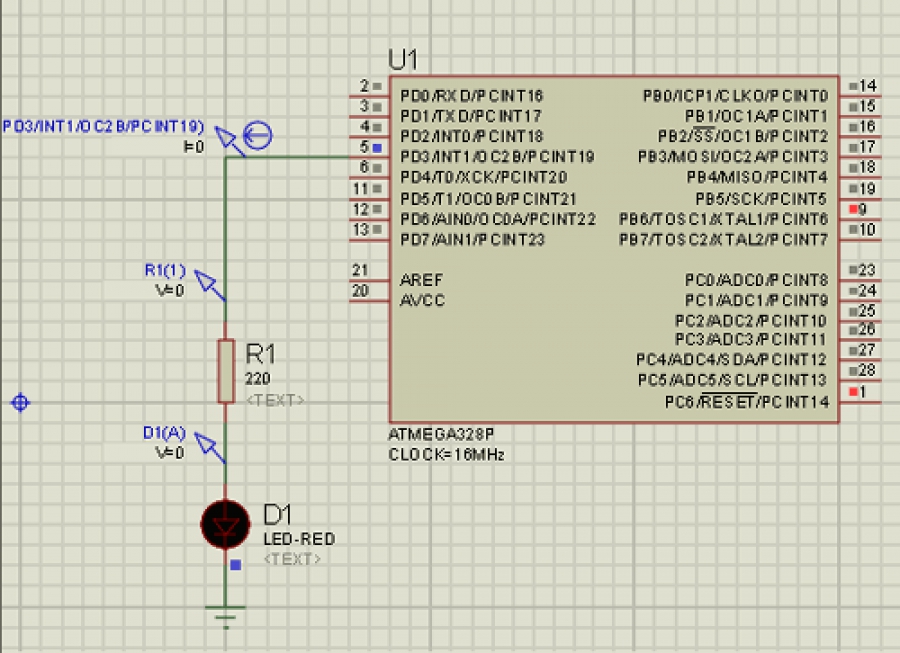 U1
2
PD0/RXD/PCINT16
3
PD1/TXD/PCINT17
4
PD2/INT0/PCINT18
5
PD3/INT1/OC2B/PCINT19
6
PD4/T0/XCK/PCINT20
11
PD5/T1/OC0B/PCINT21
12
PD6/AIN0/OC0A/PCINT22
13
PD7/AIN1/PCINT23
21
AREF
20
AVCC
PB0/ICP1/CLKO/PCINT0
14
PB1/OC1A/PCINT1
15
PB2/SS/OC1B/PCINT2
16
PB3/MOSI/OC2A/PCINT3
17
PB4/MISO/PCINT4
18
PB5/SCK/PCINT5
19
PB6/TOSC1/XTAL1/PCINT6
9
PB7/TOSC2/XTAL2/PCINT7
10
PC0/ADC0/PCINT8
23
PC1/ADC1/PCINT9
24
PC2/ADC2/PCINT10
25
PC3/ADC3/PCINT11
26
PC4/ADC4/SDA/PCINT12
27
PC5/ADC5/SCL/PCINT13
28
PC6/RESET/PCINT14
1
ATMEGA328P
CLOCK=16MHz
PD3/INT1/OC2B/PCINT19)
I=0
R1(1)
V=0
R1
220
<TEXT>
D1(A)
V=0
D1
LED-RED
<TEXT>